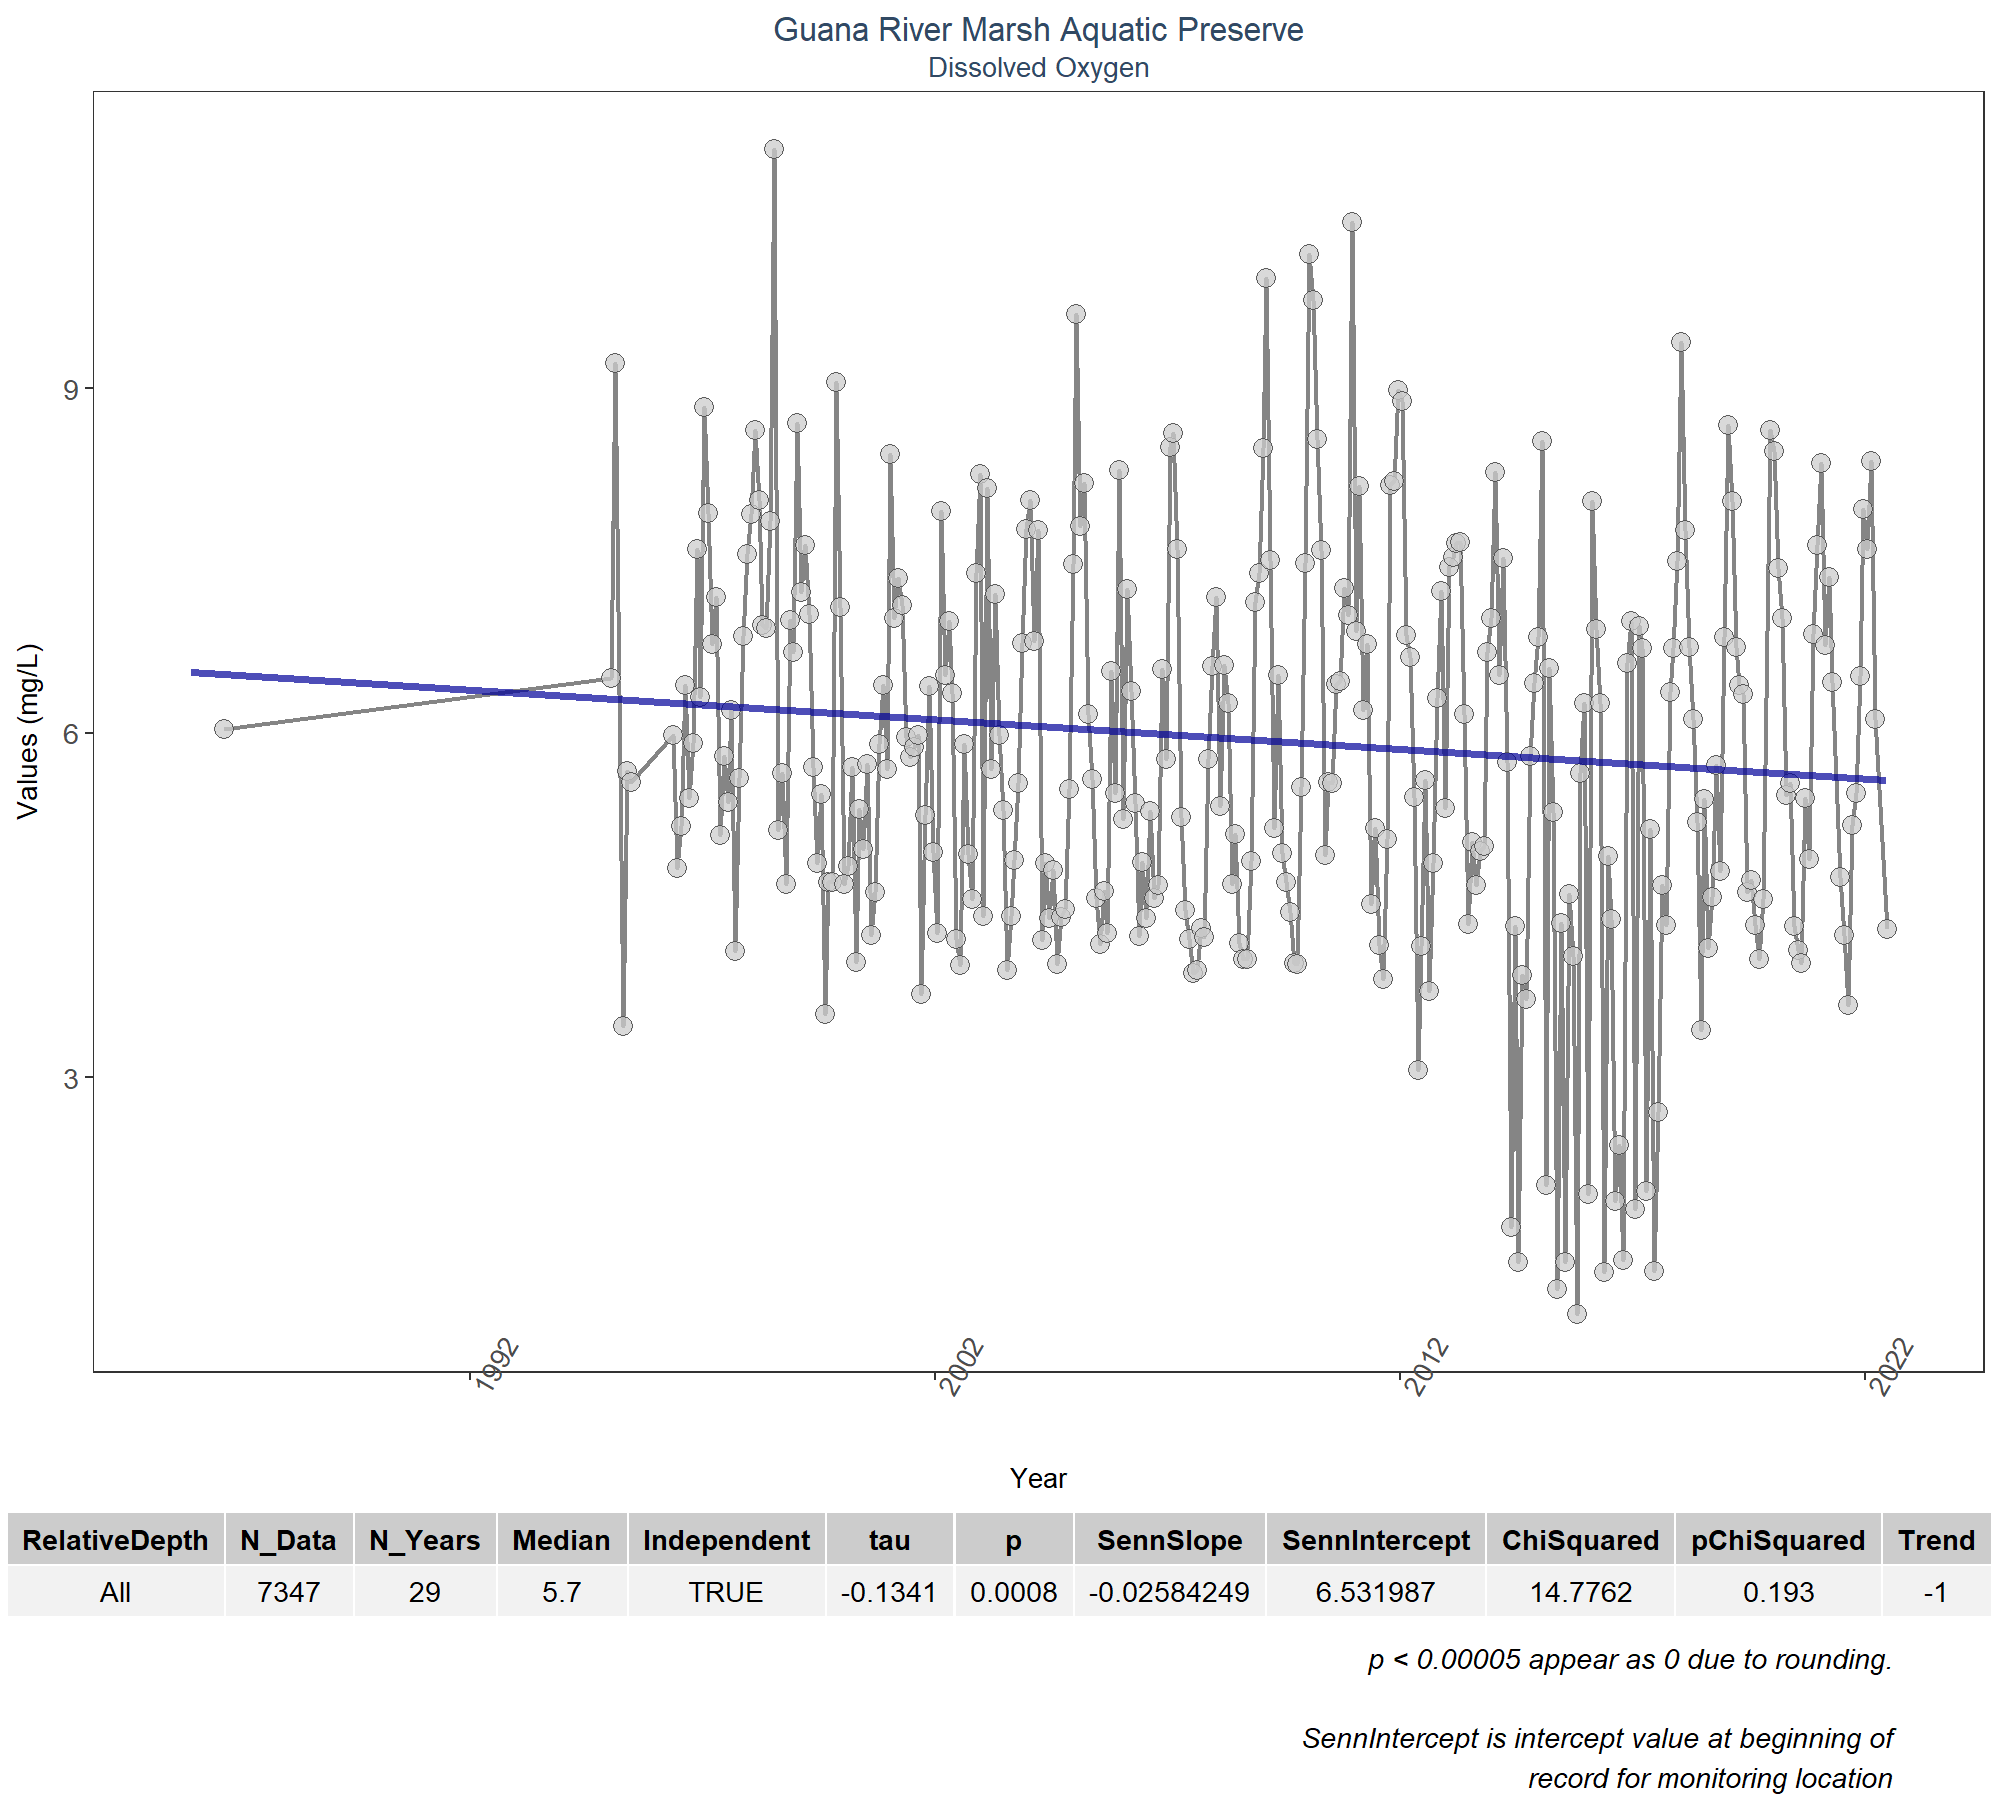 Guana River Marsh Aquatic Preserve
Dissolved Oxygen
Values (mg/L)
9
6
3
1992 2002 2012 2022
Year
RelativeDepth N_Data N_Years Median Independent tau p SennSlope SennIntercept ChiSquared pChiSquared Trend
All 7347 29 5.7 TRUE -0.1341 0.0008 -0.02584249 6.531987 14.7762 0.193 -1
p < 0.00005 appear as 0 due to rounding.
SennIntercept is intercept value at beginning of
record for monitoring location